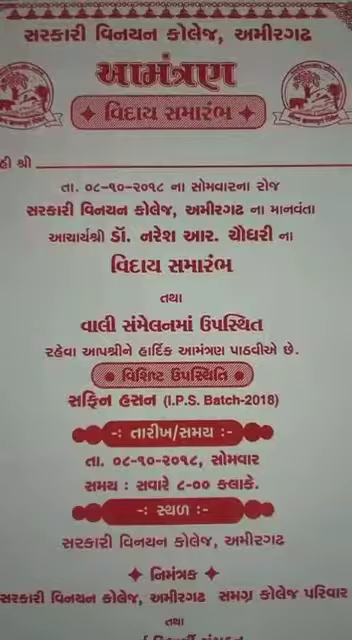 સરકારી વિનયન કોલેજ, અમીરગઢ
આમંત્રણ
વિદાય સમારંભ
શ્રી
તા. ૦૮-૧૦-૨૦૧૮ ના સોમવારના રોજ
સરકારી વિનયન કોલેજ, અમીરગઢ ના માનવંતા
આચાર્યશ્રી ડૉ. નરેશ આર. ચૌધરી ના
વિદાય સમારંભ
તથા
વાલી સંમેલનમાં ઉપસ્થિત
રહેવા આપશ્રીને હાર્દિક આમંત્રણ પાઠવીએ છે.
વિશિષ્ટ ઉપસ્થિતિ
સફિન હસન (I.P.S. Batch-2018)
-: તારીખ/સમય :-
તા. ૦૮-૧૦-૨૦૧૮, સોમવાર
સમય : સવારે ૮-૦૦ કલાકે.
-: સ્થળ :-
સરકારી વિનયન કોલેજ, અમીરગઢ
નિમંત્રક
સરકારી વિનયન કોલેજ, અમીરગઢ સમગ્ર કોલેજ પરિવાર
તથા